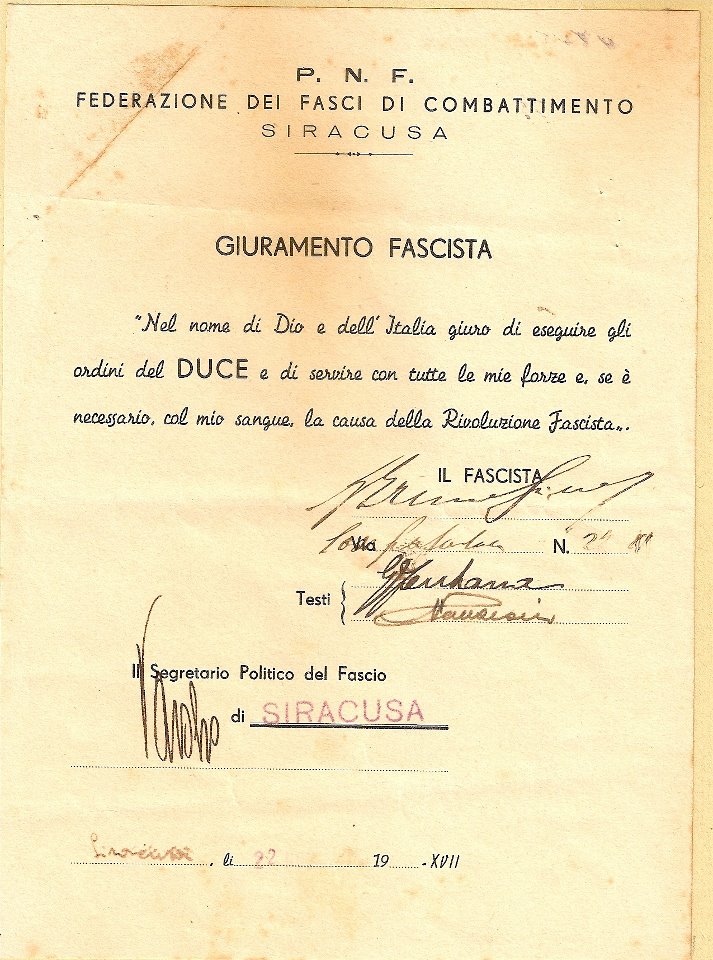 P. N. F.
FEDERAZIONE DEI FASCI DI COMBATTIMENTO
SIRACUSA
GIURAMENTO FASCISTA
"Nel nome di Dio e dell'Italia giuro di eseguire gli
ordini del DUCE e di servire con tutte le mie forze e, se è
necessario, col mio sangue, la causa della Rivoluzione Fascista„.
IL FASCISTA
Via N.
Testi
Il Segretario Politico del Fascio
di SIRACUSA
Siracusa, li 22 19 -XVII